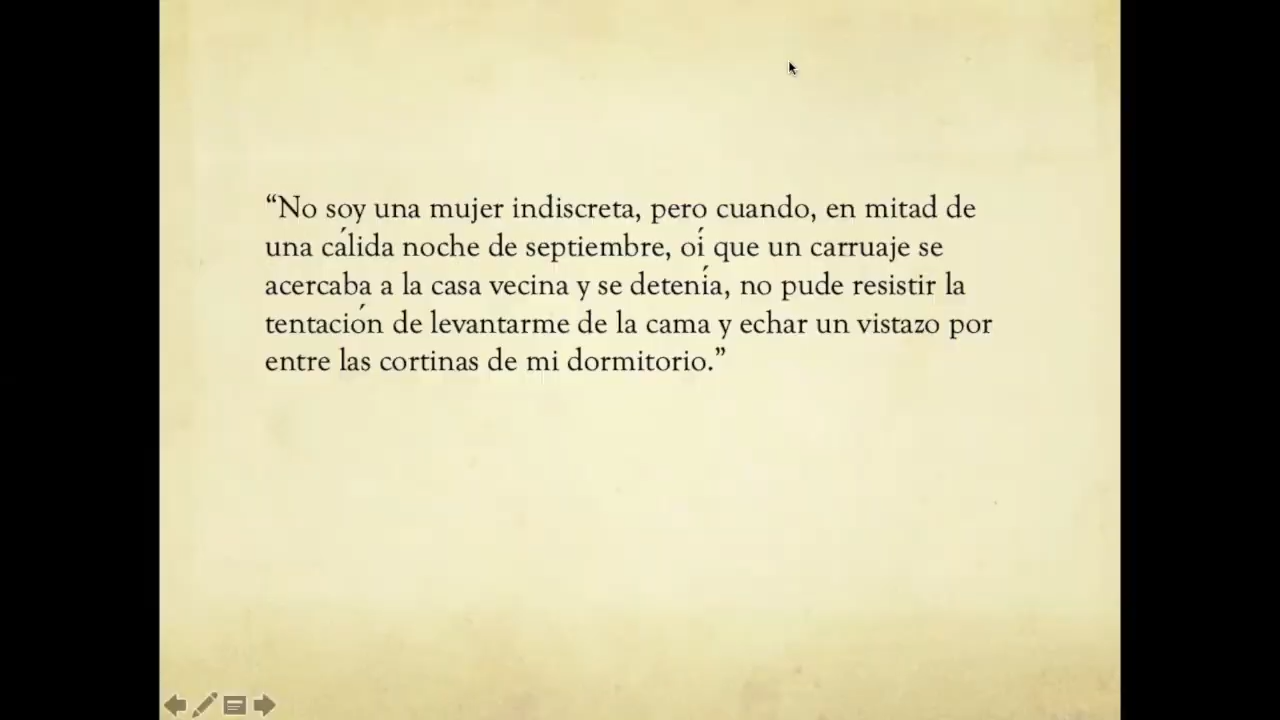 “No soy una mujer indiscreta, pero cuando, en mitad de
una cálida noche de septiembre, oí que un carruaje se
acercaba a la casa vecina y se detenía, no pude resistir la
tentación de levantarme de la cama y echar un vistazo por
entre las cortinas de mi dormitorio.”